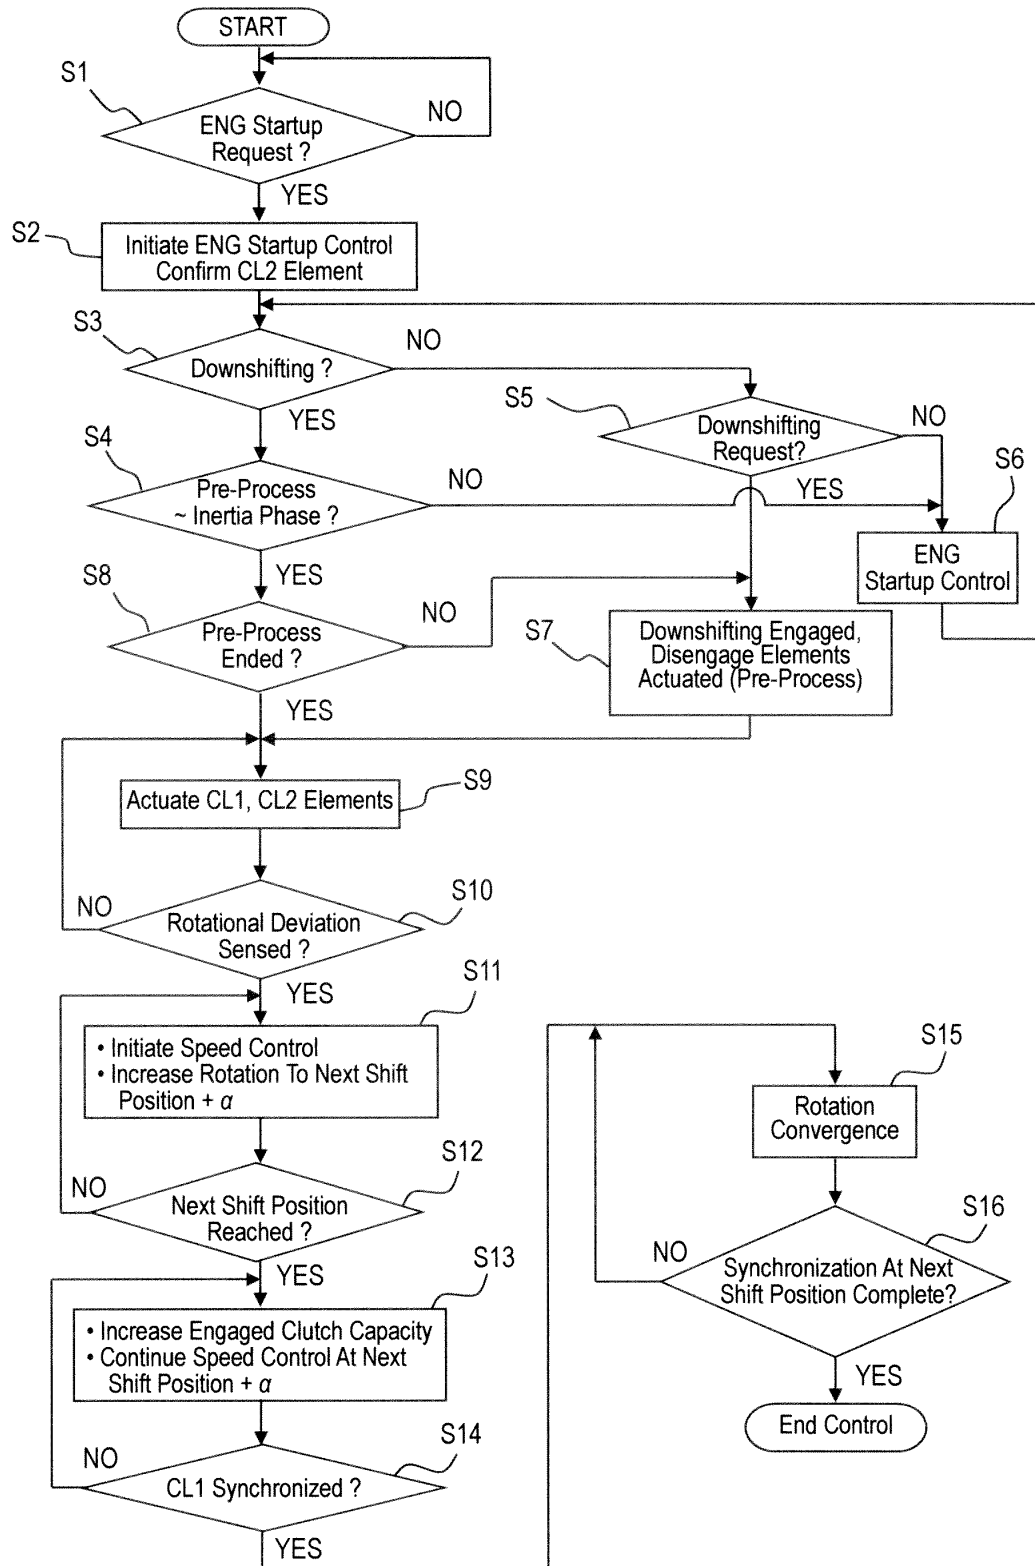 START
S1
NO
ENG Startup
Request ?
YES
S2
Initiate ENG Startup Control
Confirm CL2 Element
S3
NO
Downshifting ?
S5
YES
Downshifting
Request?
NO
S4
S6
Pre-Process
~ Inertia Phase ?
NO
YES
ENG
Startup Control
YES
S8
NO
Pre-Process
Ended ?
S7
Downshifting Engaged,
Disengage Elements
Actuated (Pre-Process)
YES
S9
Actuate CL1, CL2 Elements
NO
S10
Rotational Deviation
Sensed ?
YES
S11
• Initiate Speed Control
• Increase Rotation To Next Shift
Position + α
S12
NO
Next Shift Position
Reached ?
YES
S13
• Increase Engaged Clutch Capacity
• Continue Speed Control At Next
Shift Position + α
S14
NO
CL1 Synchronized ?
YES
S15
Rotation
Convergence
S16
NO
Synchronization At Next
Shift Position Complete?
YES
End Control